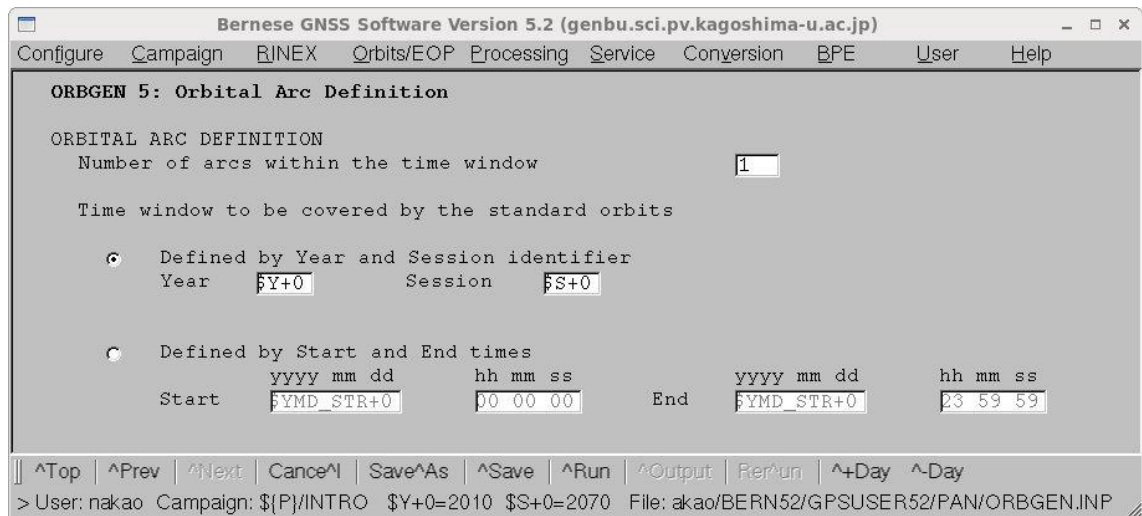 Bernese GNSS Software Version 5.2 (genbu.sci.pv.kagoshima-u.ac.jp)
Configure Campaign RINEX Orbits/EOP Processing Service Conversion BPE User Help
ORBGEN 5: Orbital Arc Definition
ORBITAL ARC DEFINITION
Number of arcs within the time window 1
Time window to be covered by the standard orbits
Defined by Year and Session identifier
Year $Y+0 Session $S+0
Defined by Start and End times
yyyy mm dd hh mm ss yyyy mm dd hh mm ss
Start $YMD_STR+0 00 00 00 End $YMD_STR+0 23 59 59
^Top ^Prev ^Next Cance^l Save^As ^Save ^Run ^Output Rer^un ^+Day ^-Day
> User: nakao Campaign: ${P}/INTRO $Y+0=2010 $S+0=2070 File: akao/BERN52/GPSUSER52/PAN/ORBGEN.INP